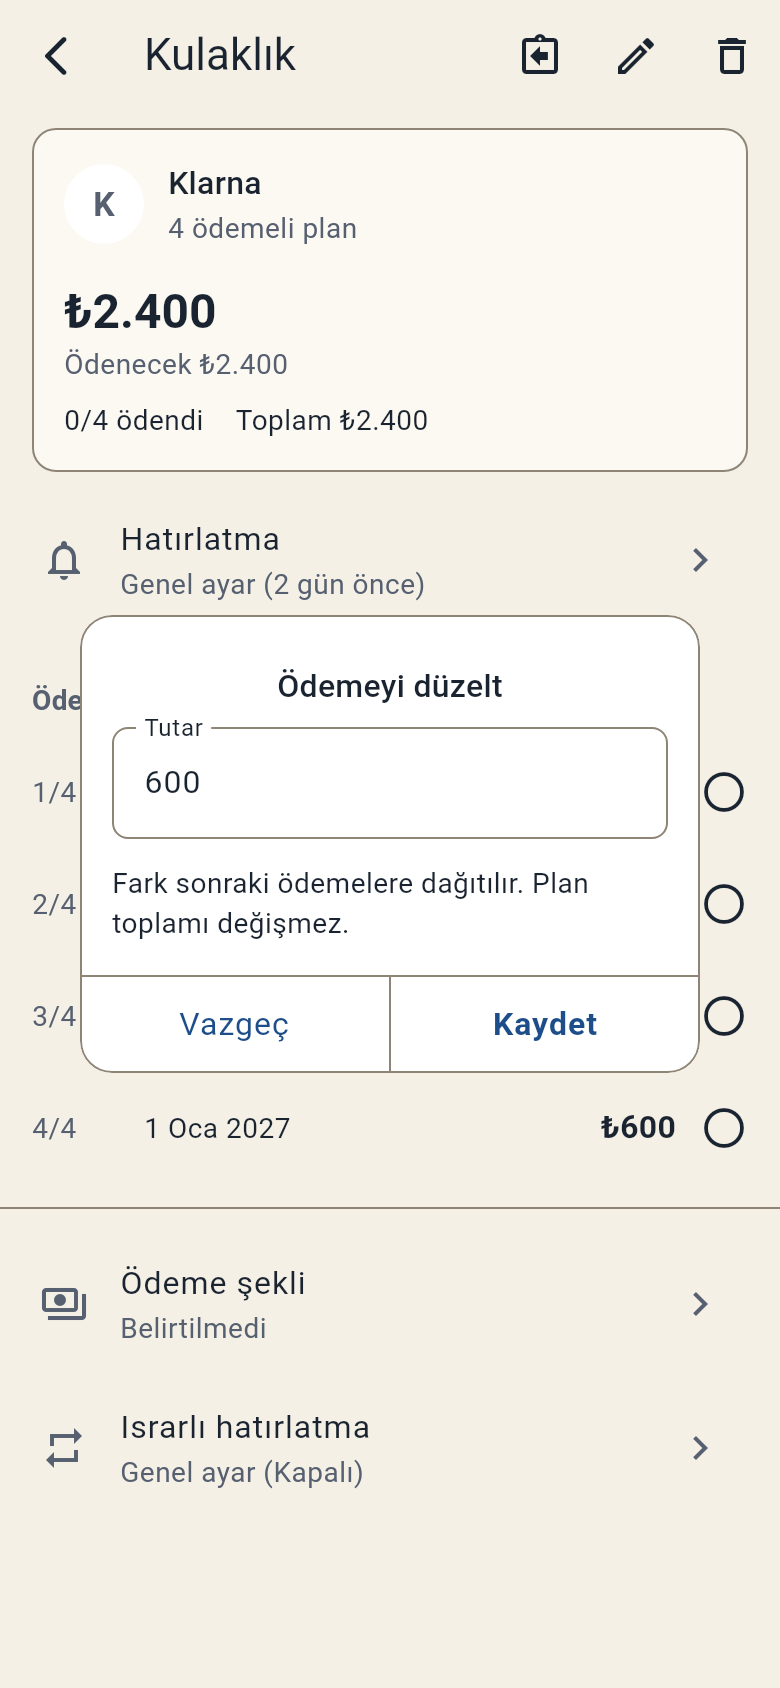 Kulaklık
K
Klarna
4 ödemeli plan
₺2.400
Ödenecek ₺2.400
0/4 ödendi Toplam ₺2.400
Hatırlatma
Genel ayar (2 gün önce)
Ödemeyi düzelt
Tutar
600
Fark sonraki ödemelere dağıtılır. Plan
toplamı değişmez.
Vazgeç Kaydet
1/4
2/4
3/4
4/4 1 Oca 2027 ₺600
Ödeme şekli
Belirtilmedi
Israrlı hatırlatma
Genel ayar (Kapalı)